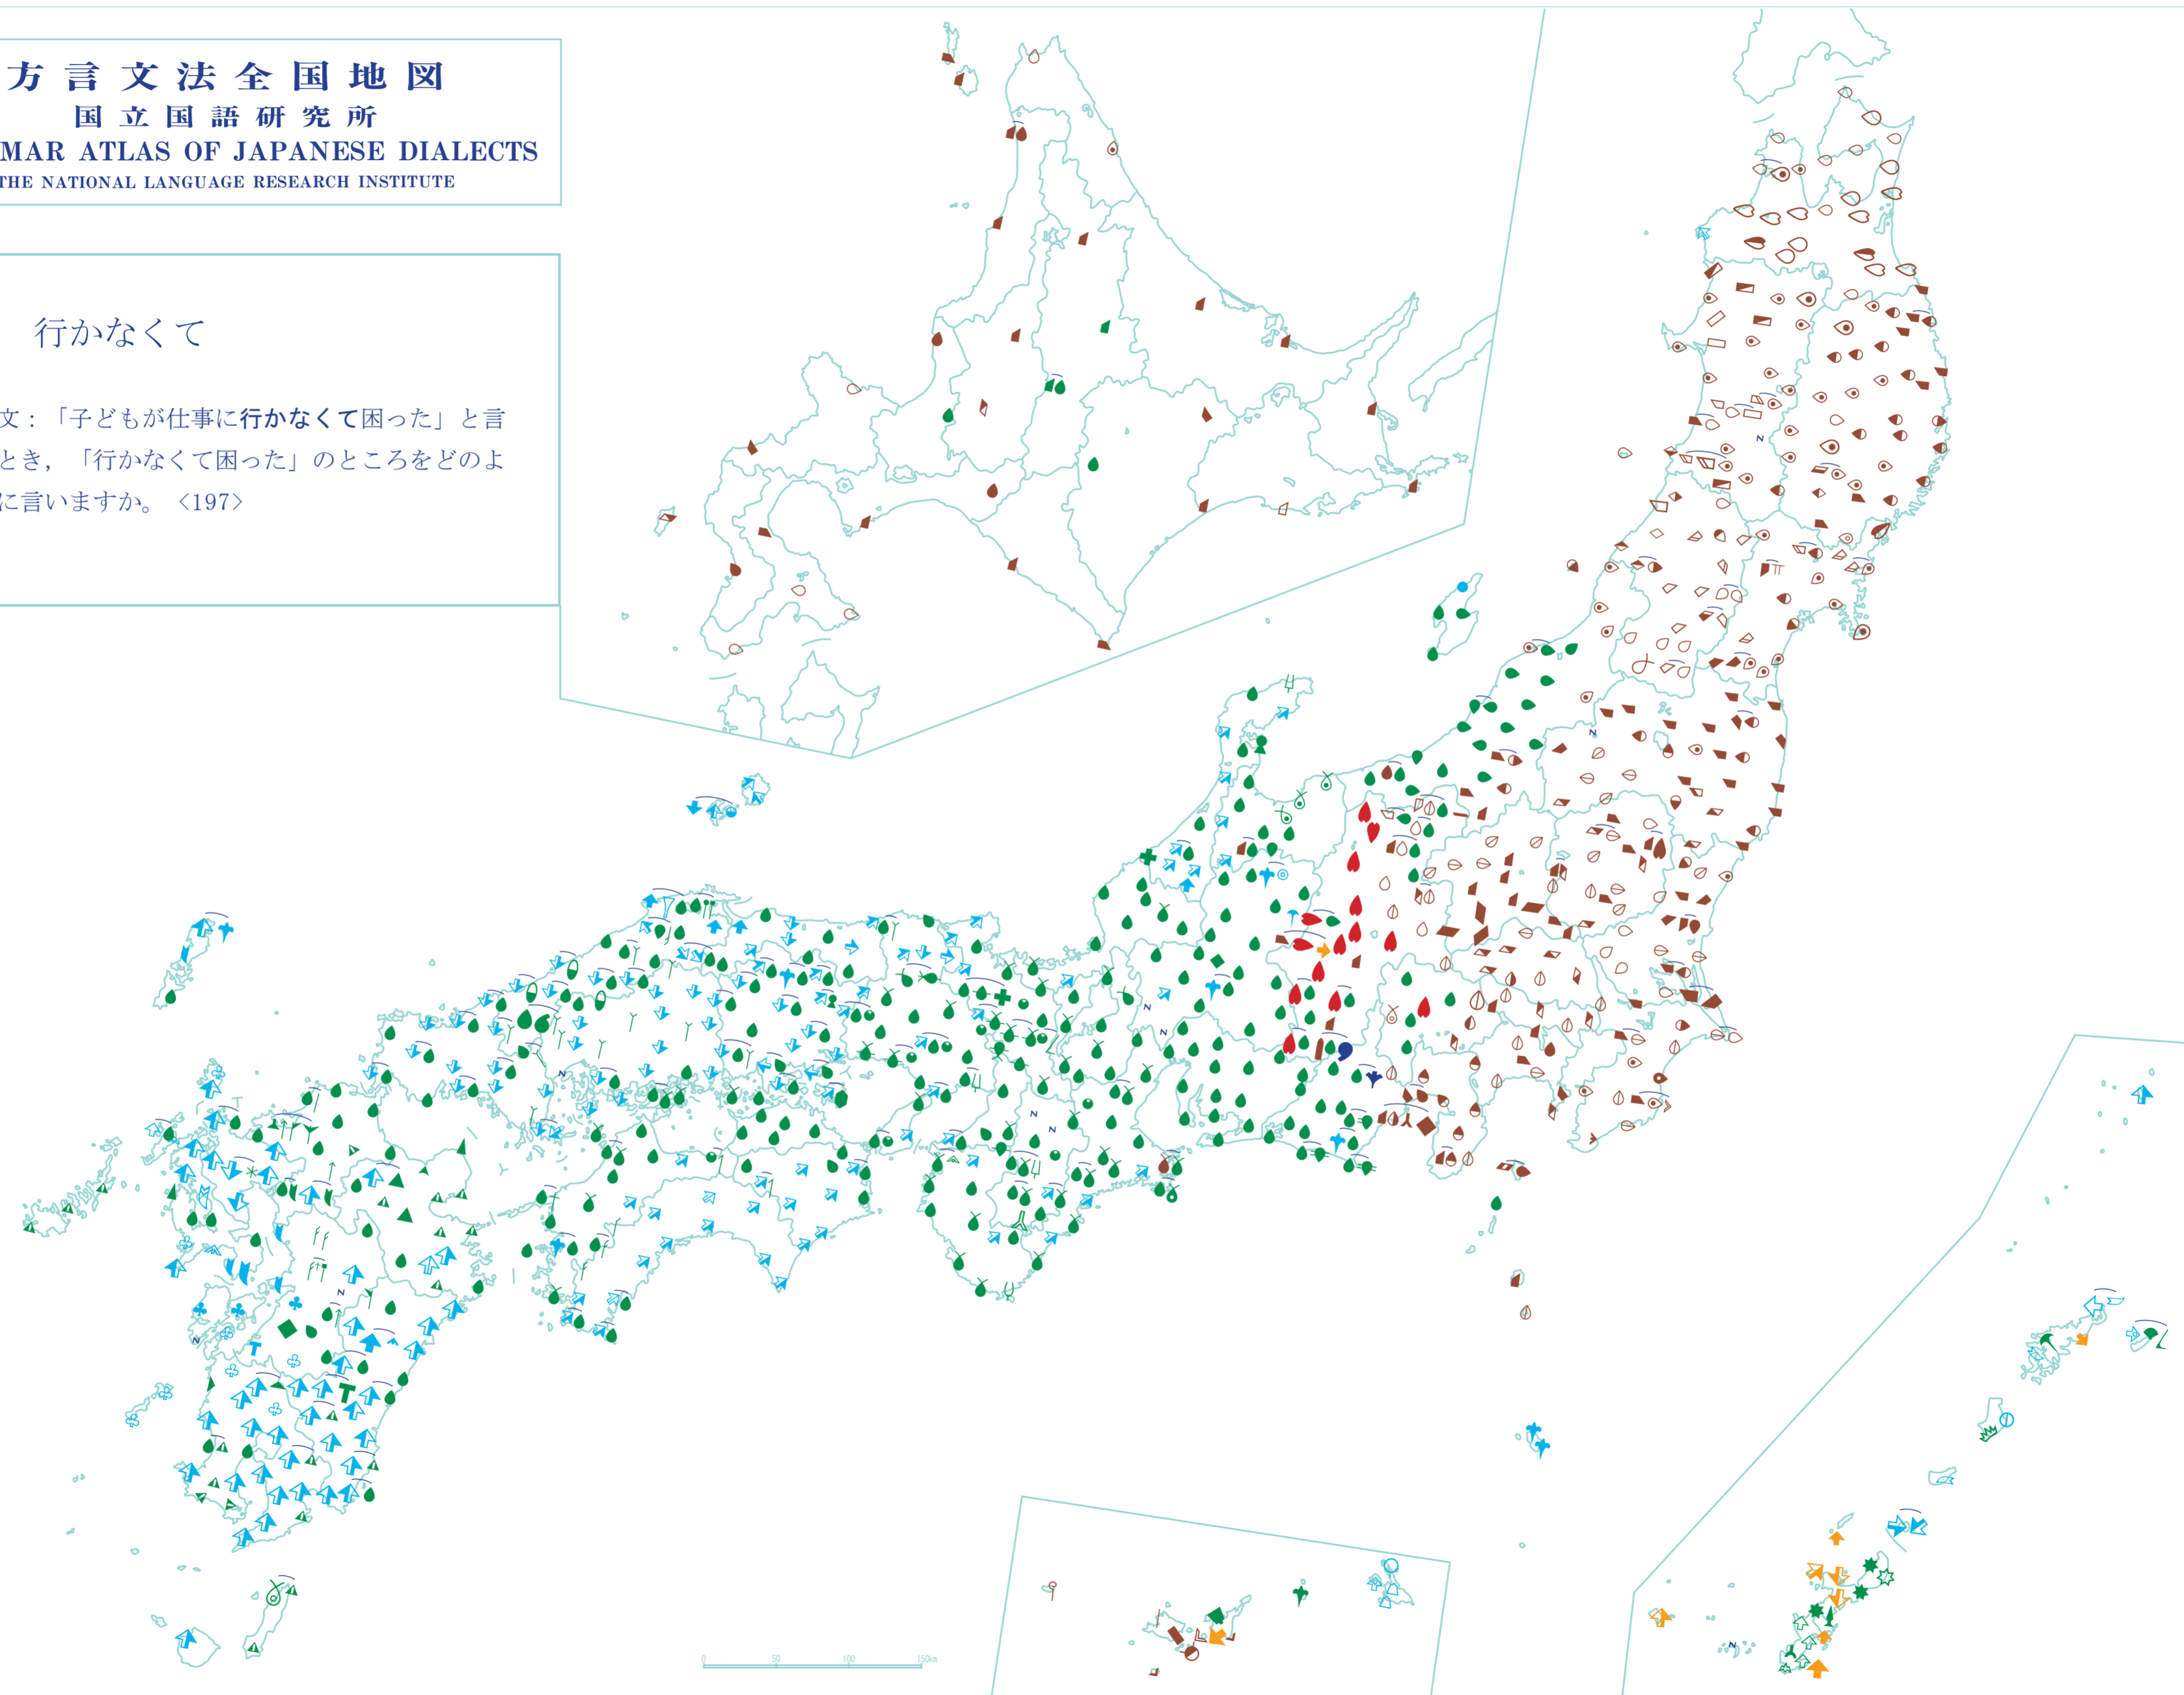 方言文法全国地図
国立国語研究所
MAR ATLAS OF JAPANESE DIALECTS
THE NATIONAL LANGUAGE RESEARCH INSTITUTE
行かなくて
文：「子どもが仕事に行かなくて困った」と言
とき，「行かなくて困った」のところをどのよ
に言いますか。〈197〉
0 50 100 150km